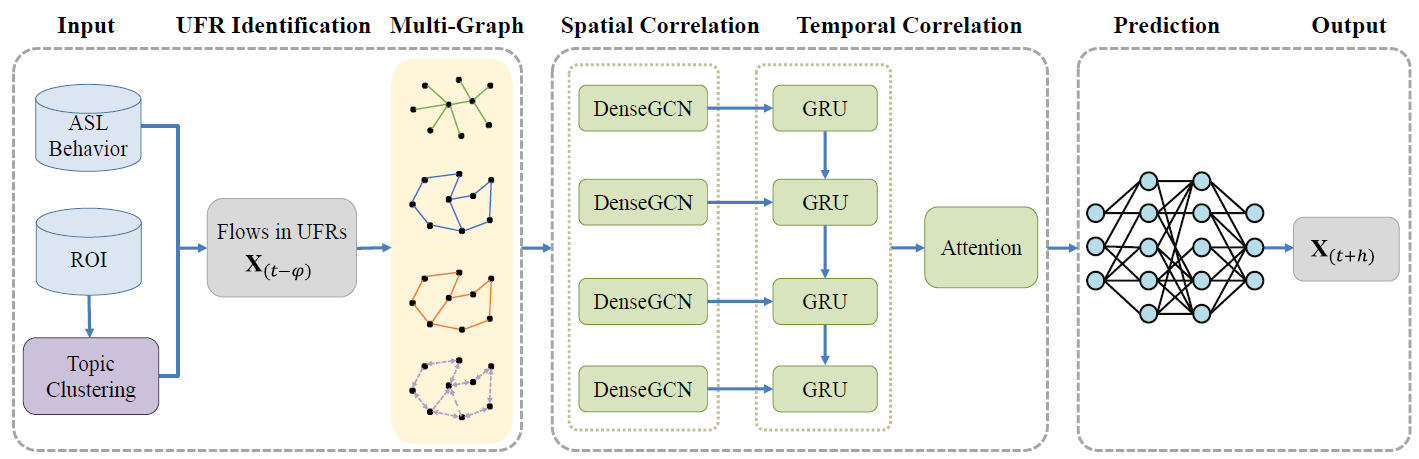 Input
UFR Identification
Multi-Graph
Spatial Correlation
Temporal Correlation
Prediction
Output
ASL
Behavior
ROI
Topic
Clustering
Flows in UFRs
X(t−φ)
DenseGCN
GRU
DenseGCN
GRU
DenseGCN
GRU
DenseGCN
GRU
Attention
X(t+h)